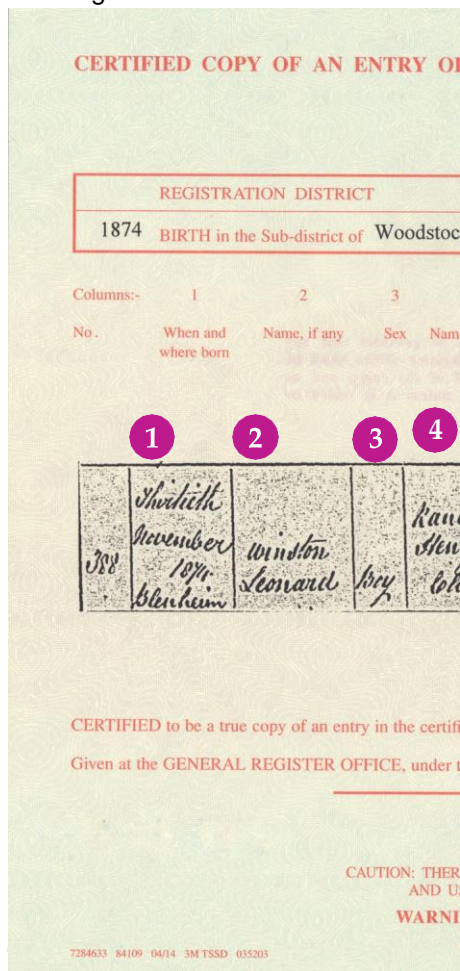 CERTIFIED COPY OF AN ENTRY OF
REGISTRATION DISTRICT
1874 BIRTH in the Sub-district of Woodstoc
Columns:- 1 2 3
No. When and where born Name, if any Sex Nam
1 2 3 4
388
Thirtieth
November
1874
Blenheim
Winston
Leonard
Boy
CERTIFIED to be a true copy of an entry in the certifi
Given at the GENERAL REGISTER OFFICE, under t
CAUTION: THER
AND US
WARNI
7284633 84109 04/14 3M TSSD 035203